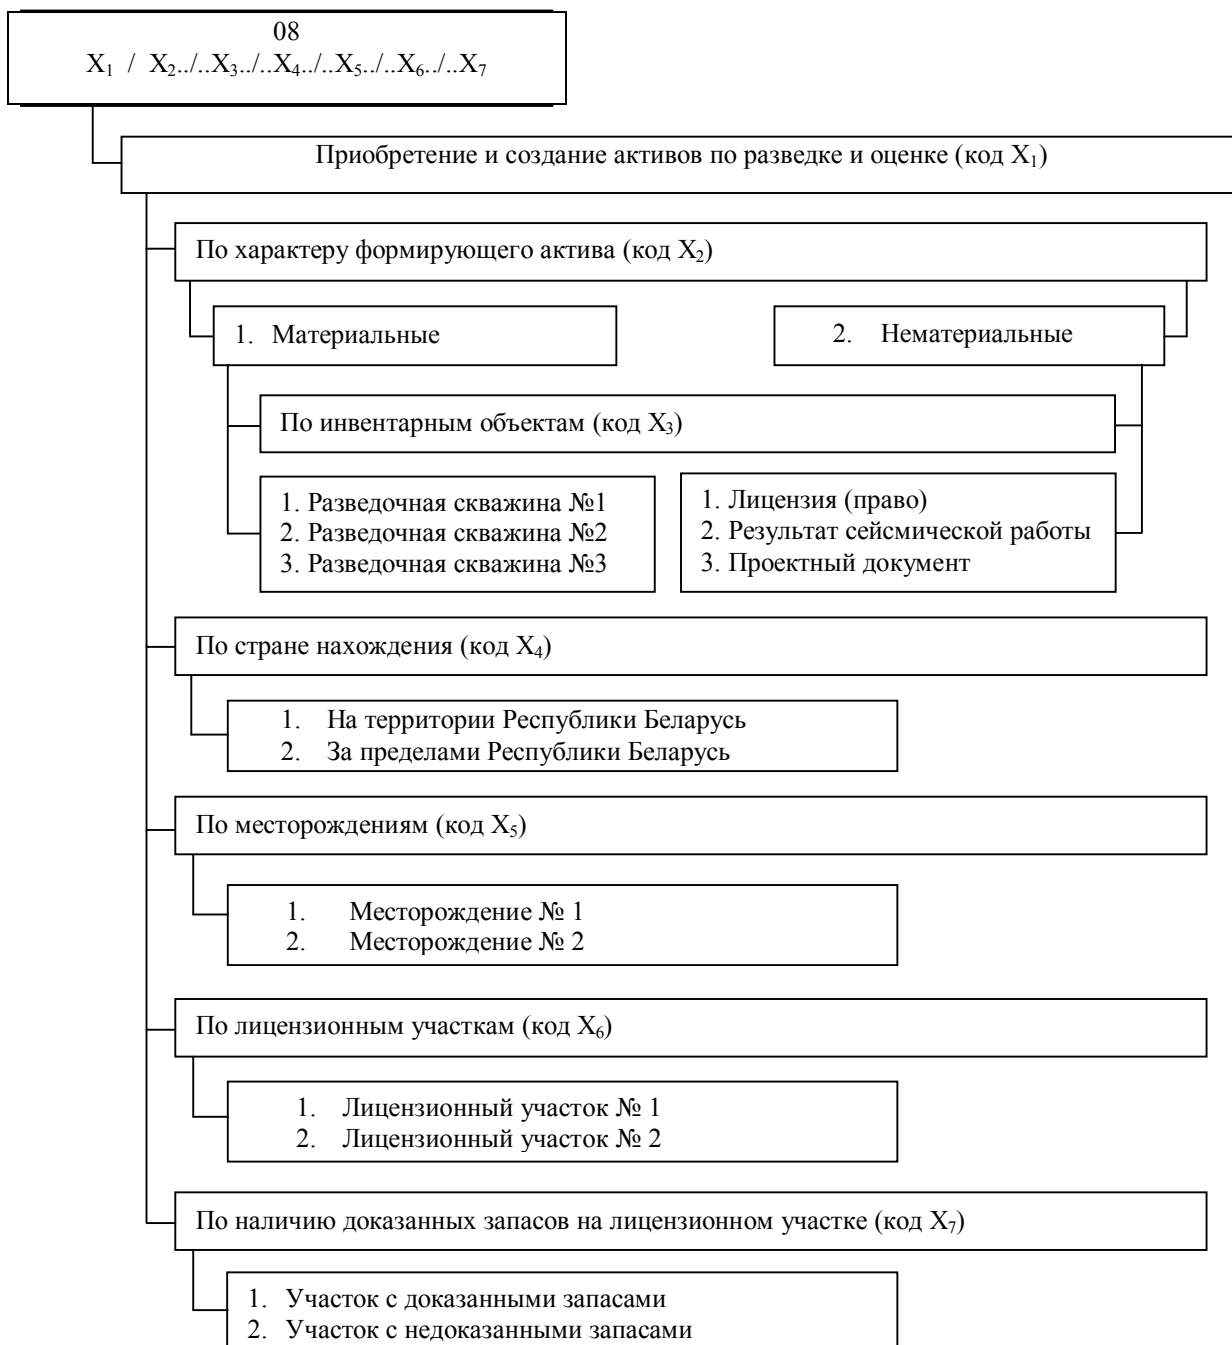 08
X₁ / X₂../..X₃../..X₄../..X₅../..X₆../..X₇
Приобретение и создание активов по разведке и оценке (код X₁)
По характеру формирующего актива (код X₂)
1. Материальные
2. Нематериальные
По инвентарным объектам (код X₃)
1. Разведочная скважина №1
2. Разведочная скважина №2
3. Разведочная скважина №3
1. Лицензия (право)
2. Результат сейсмической работы
3. Проектный документ
По стране нахождения (код X₄)
1. На территории Республики Беларусь
2. За пределами Республики Беларусь
По месторождениям (код X₅)
1. Месторождение № 1
2. Месторождение № 2
По лицензионным участкам (код X₆)
1. Лицензионный участок № 1
2. Лицензионный участок № 2
По наличию доказанных запасов на лицензионном участке (код X₇)
1. Участок с доказанными запасами
2. Участок с недоказанными запасами